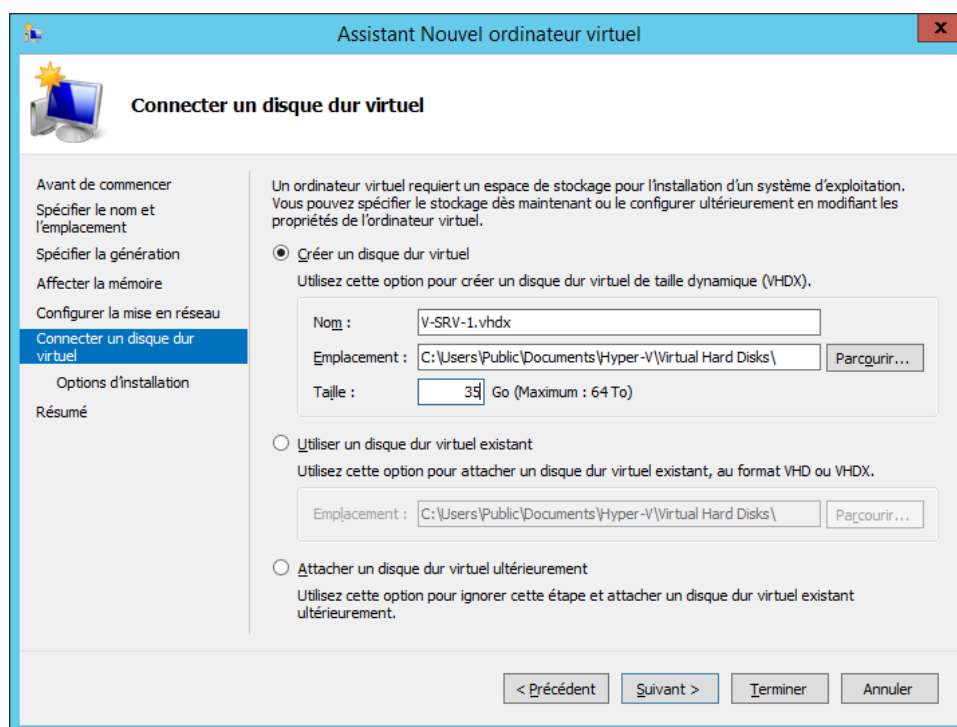 Assistant Nouvel ordinateur virtuel
x
Connecter un disque dur virtuel
Avant de commencer
Spécifier le nom et
l'emplacement
Spécifier la génération
Affecter la mémoire
Configurer la mise en réseau
Connecter un disque dur
virtuel
Options d'installation
Résumé
Un ordinateur virtuel requiert un espace de stockage pour l'installation d'un système d'exploitation.
Vous pouvez spécifier le stockage dès maintenant ou le configurer ultérieurement en modifiant les
propriétés de l'ordinateur virtuel.
Créer un disque dur virtuel
Utilisez cette option pour créer un disque dur virtuel de taille dynamique (VHDX).
Nom : V-SRV-1.vhdx
Emplacement : C:\Users\Public\Documents\Hyper-V\Virtual Hard Disks\ Parcourir...
Taille : 35 Go (Maximum : 64 To)
Utiliser un disque dur virtuel existant
Utilisez cette option pour attacher un disque dur virtuel existant, au format VHD ou VHDX.
Emplacement : C:\Users\Public\Documents\Hyper-V\Virtual Hard Disks\ Parcourir...
Attacher un disque dur virtuel ultérieurement
Utilisez cette option pour ignorer cette étape et attacher un disque dur virtuel existant
ultérieurement.
< Précédent Suivant > Terminer Annuler